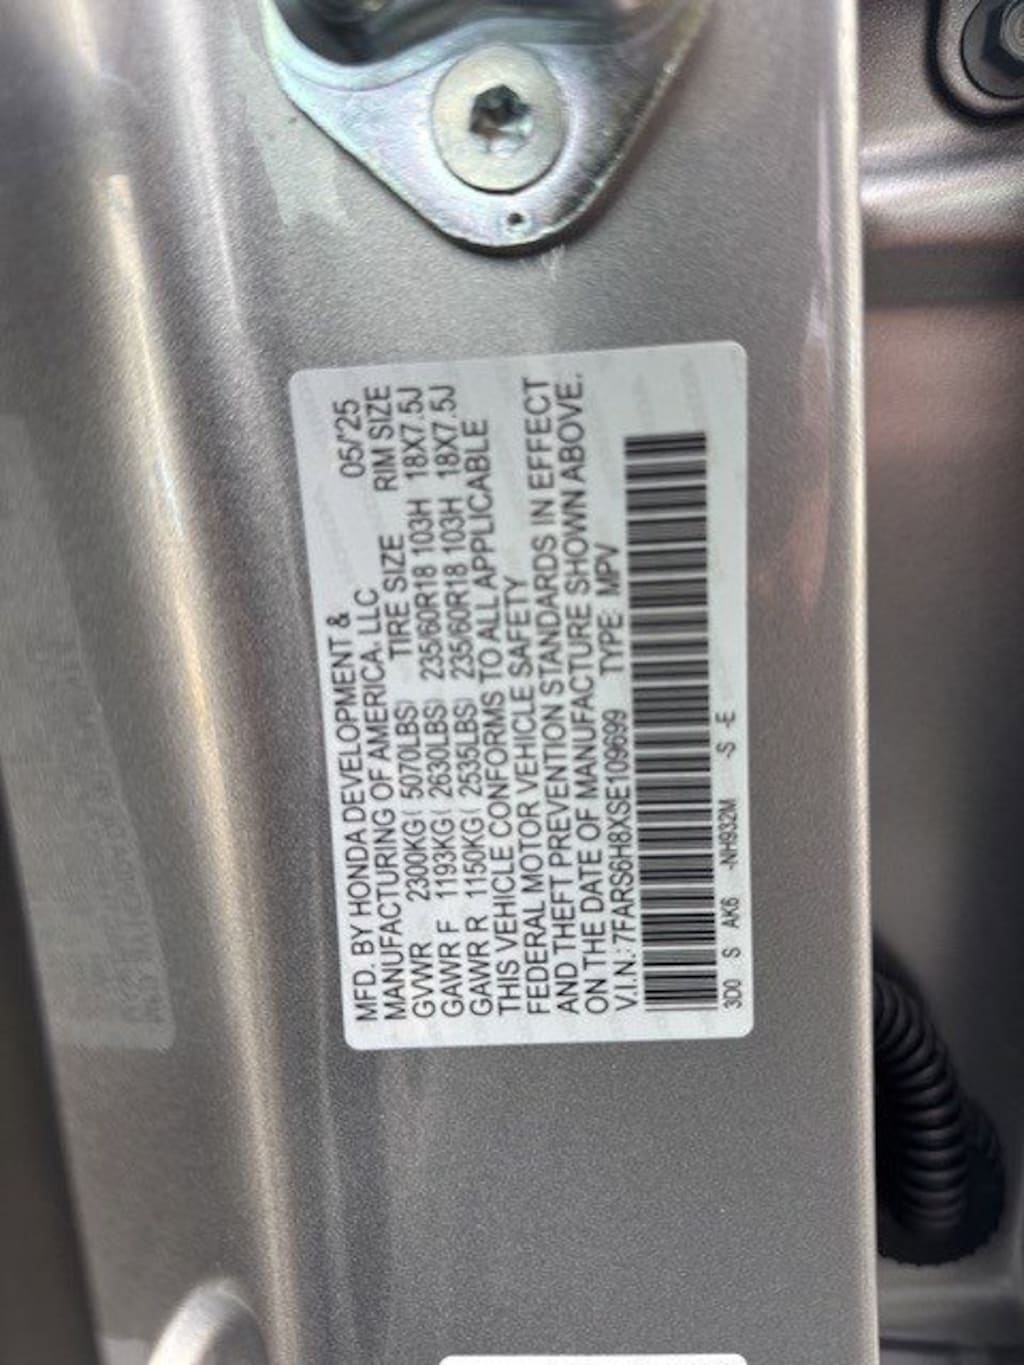 MFD. BY HONDA DEVELOPMENT &
MANUFACTURING OF AMERICA, LLC 05/'25
GVWR 2300KG( 5070LBS) TIRE SIZE RIM SIZE
GAWR F 1193KG( 2630LBS) 235/60R18 103H 18X7.5J
GAWR R 1150KG( 2535LBS) 235/60R18 103H 18X7.5J
THIS VEHICLE CONFORMS TO ALL APPLICABLE
FEDERAL MOTOR VEHICLE SAFETY
AND THEFT PREVENTION STANDARDS IN EFFECT
ON THE DATE OF MANUFACTURE SHOWN ABOVE.
V.I.N.: 7FARS6H8XSE109699 TYPE: MPV
3D0 S AK6 -NH932M -S -E